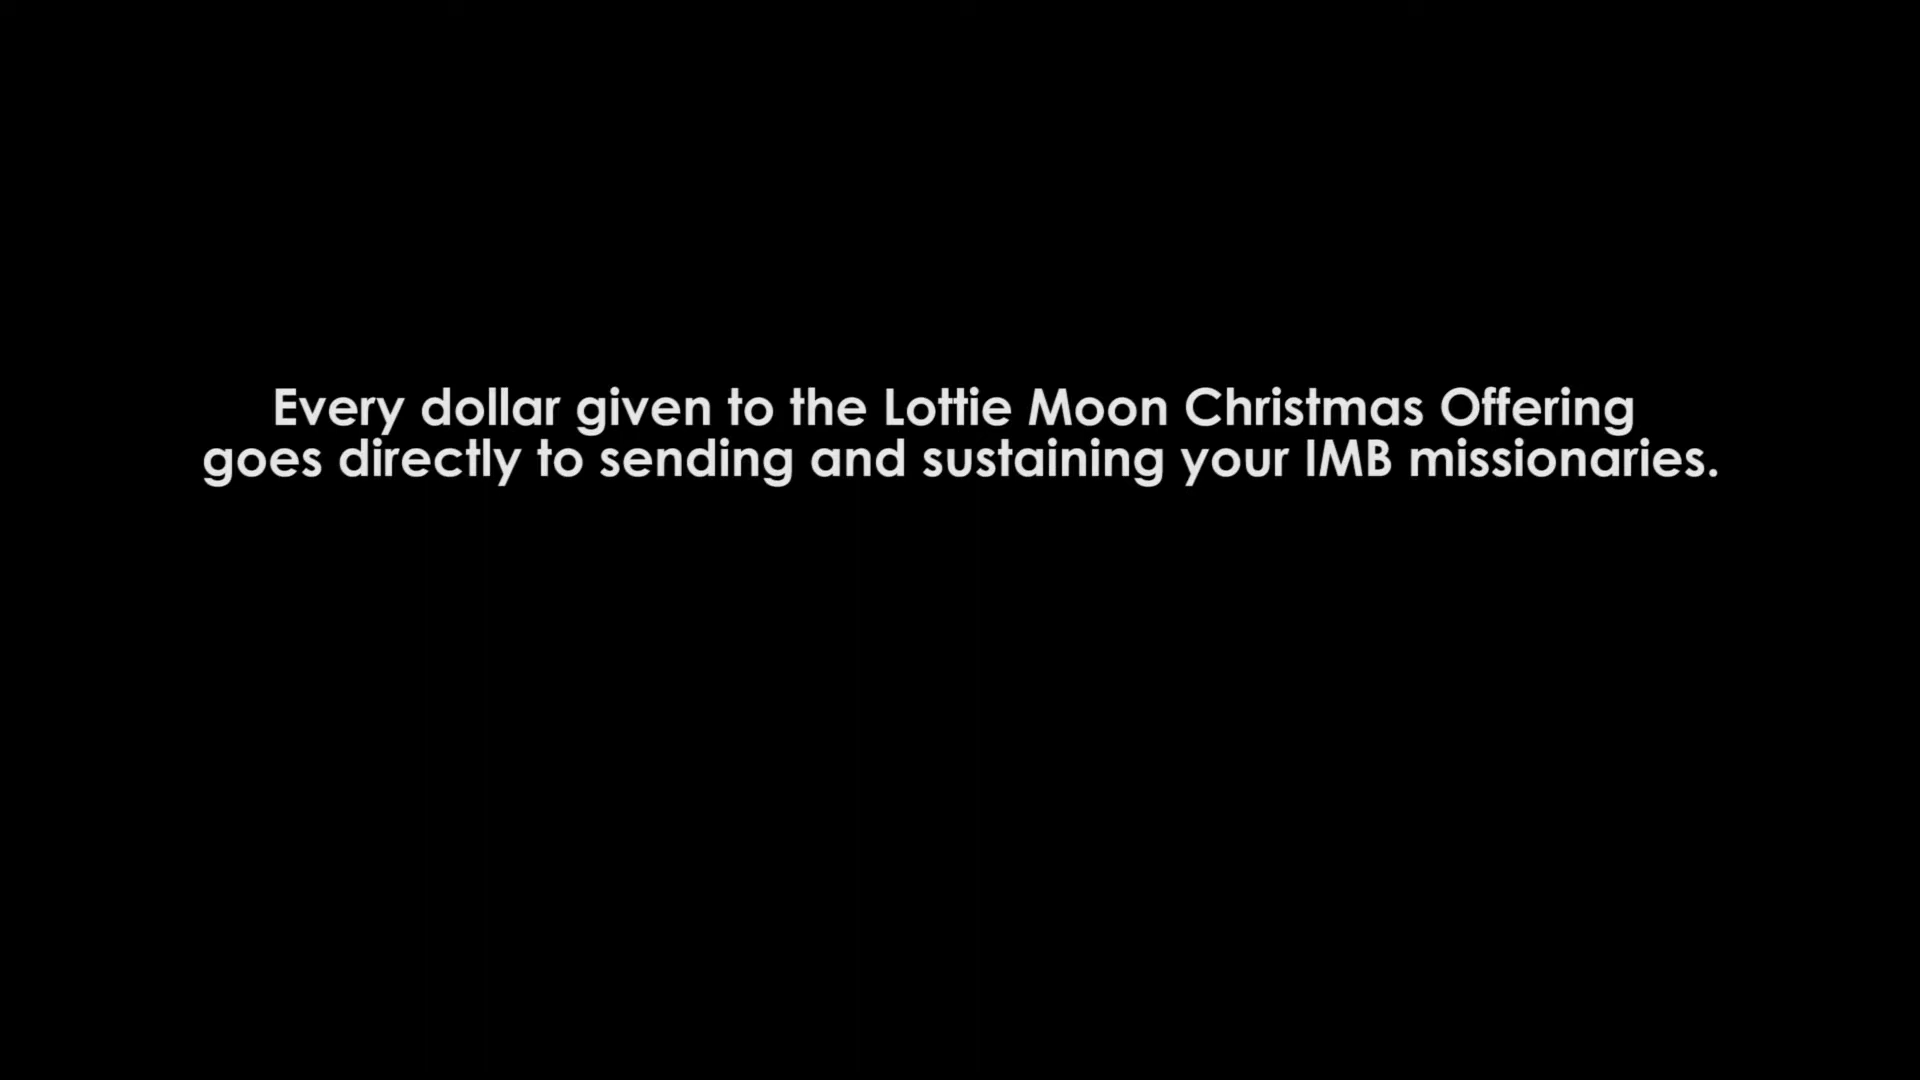 Every dollar given to the Lottie Moon Christmas Offering
goes directly to sending and sustaining your IMB missionaries.